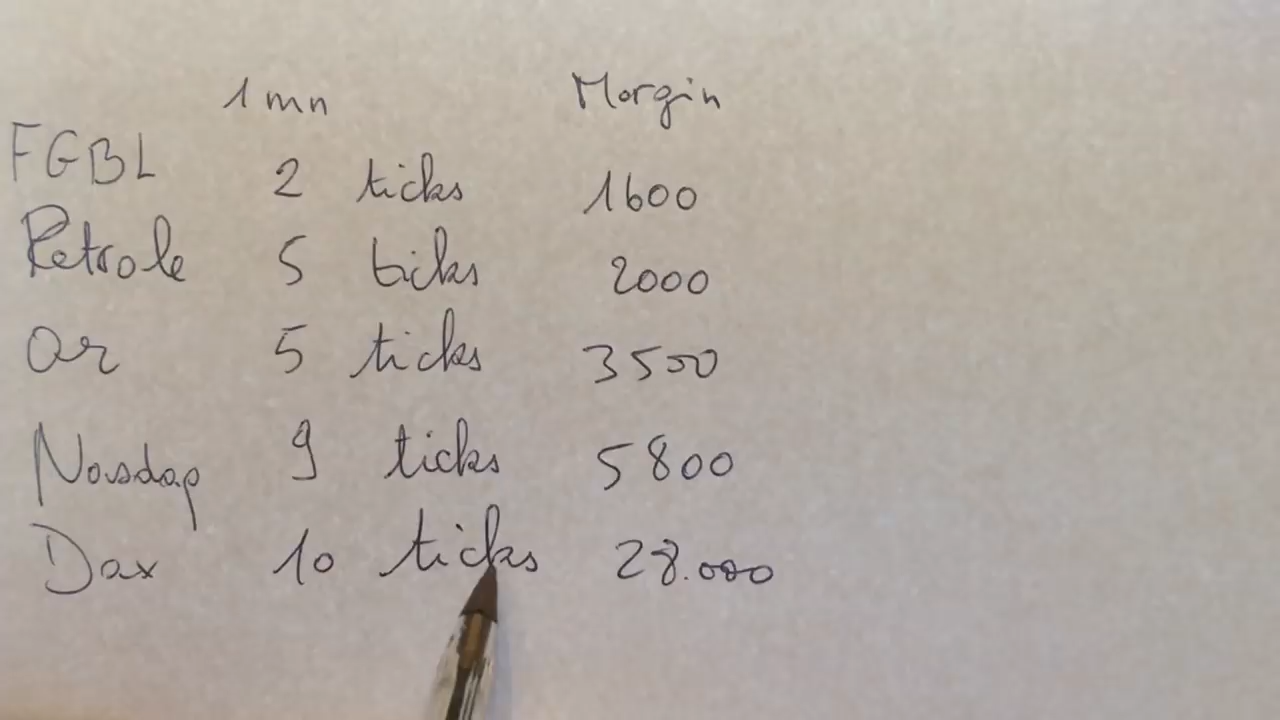 1 mn Margin
FGBL 2 ticks 1600
Petrole 5 ticks 2000
Or 5 ticks 3500
Nasdaq 9 ticks 5800
Dax 10 ticks 28.000